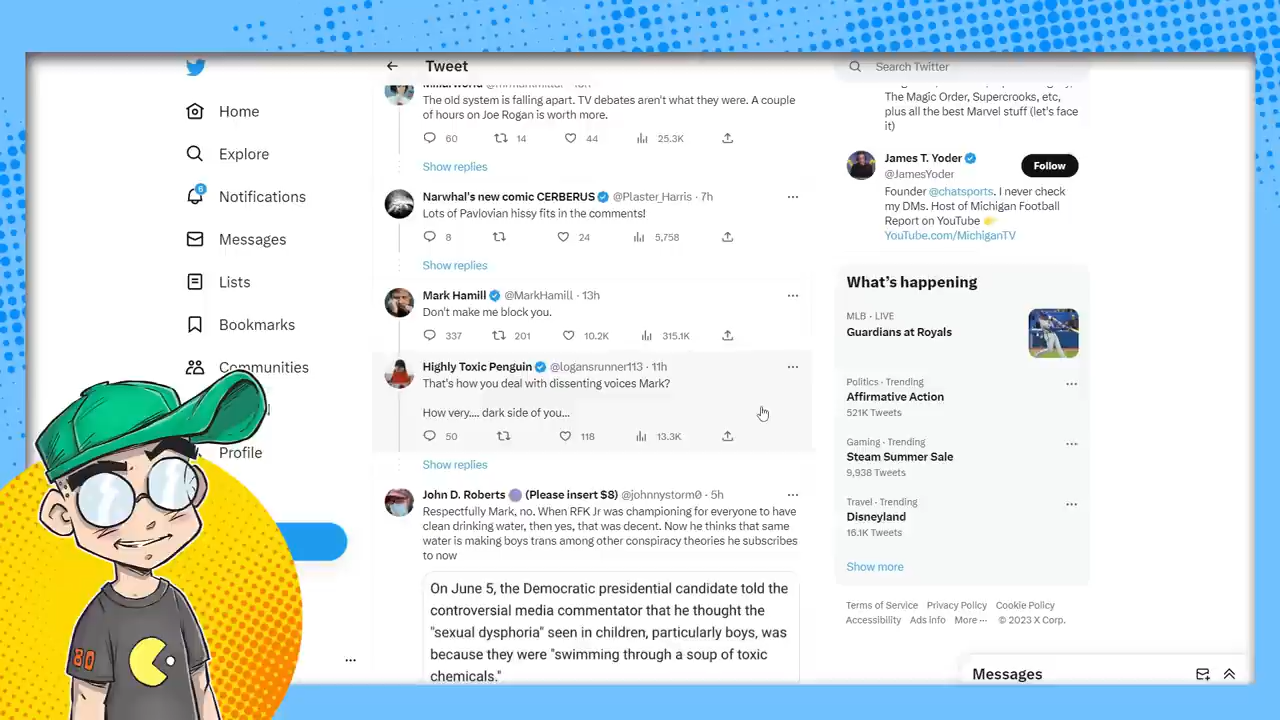 Home
Explore
6
Notifications
Messages
Lists
Bookmarks
Communities
Profile
Tweet
The old system is falling apart. TV debates aren't what they were. A couple
of hours on Joe Rogan is worth more.
60 14 44 25.3K
Show replies
Narwhal's new comic CERBERUS @Plaster_Harris · 7h
Lots of Pavlovian hissy fits in the comments!
8 24 5,758
Show replies
Mark Hamill @MarkHamill · 13h
Don't make me block you.
337 201 10.2K 315.1K
Highly Toxic Penguin @logansrunner113 · 11h
That's how you deal with dissenting voices Mark?
How very.... dark side of you...
50 118 13.3K
Show replies
John D. Roberts (Please insert $8) @johnnystorm0 · 5h
Respectfully Mark, no. When RFK Jr was championing for everyone to have
clean drinking water, then yes, that was decent. Now he thinks that same
water is making boys trans among other conspiracy theories he subscribes
to now
On June 5, the Democratic presidential candidate told the
controversial media commentator that he thought the
"sexual dysphoria" seen in children, particularly boys, was
because they were "swimming through a soup of toxic
chemicals."
Search Twitter
The Magic Order, Supercrooks, etc,
plus all the best Marvel stuff (let's face
it)
James T. Yoder
@JamesYoder
Follow
Founder @chatsports. I never check
my DMs. Host of Michigan Football
Report on YouTube
YouTube.com/MichiganTV
What's happening
MLB · LIVE
Guardians at Royals
Politics · Trending
Affirmative Action
521K Tweets
Gaming · Trending
Steam Summer Sale
9,938 Tweets
Travel · Trending
Disneyland
16.1K Tweets
Show more
Terms of Service Privacy Policy Cookie Policy
Accessibility Ads info More ··· © 2023 X Corp.
Messages
80